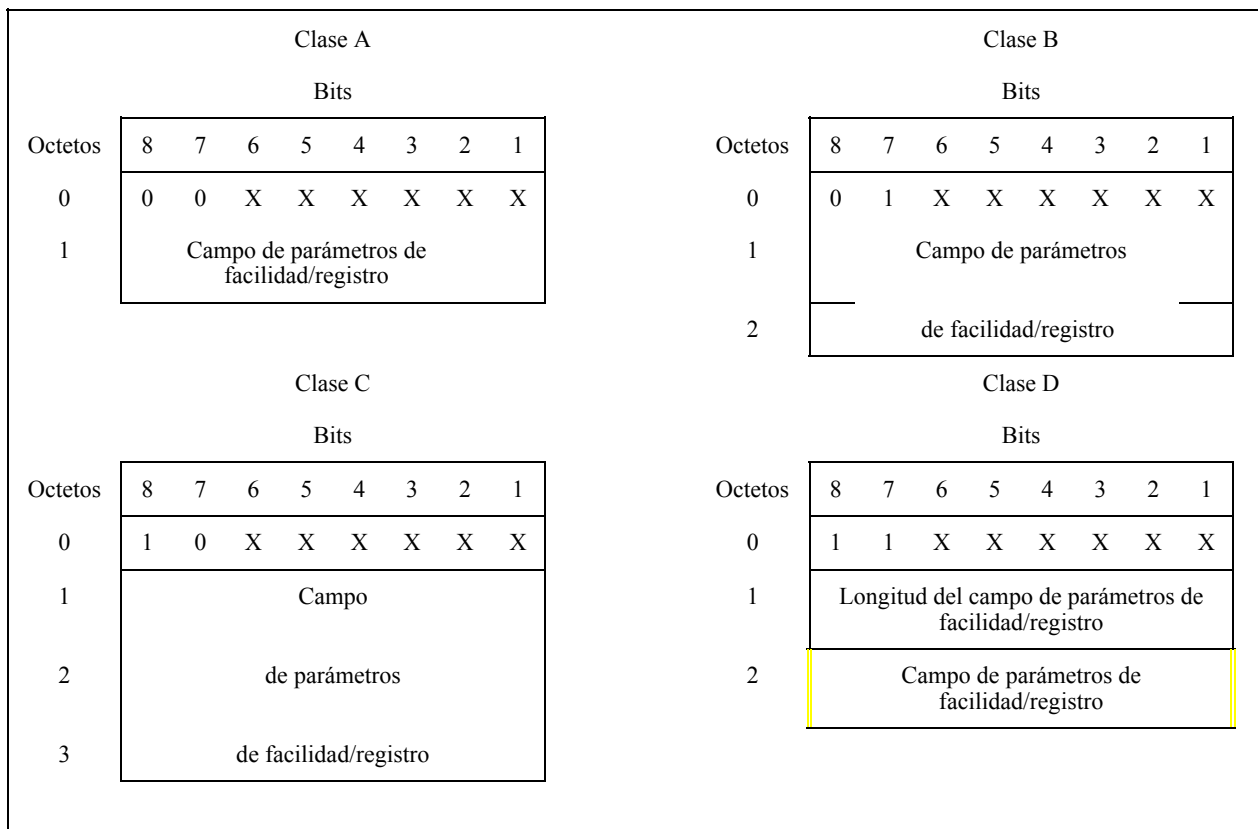 Clase A
Bits
Octetos 8 7 6 5 4 3 2 1
0 0 0 X X X X X X
1 Campo de parámetros de
facilidad/registro
Clase B
Bits
Octetos 8 7 6 5 4 3 2 1
0 0 1 X X X X X X
1 Campo de parámetros
2 de facilidad/registro
Clase C
Bits
Octetos 8 7 6 5 4 3 2 1
0 1 0 X X X X X X
1 Campo
2 de parámetros
3 de facilidad/registro
Clase D
Bits
Octetos 8 7 6 5 4 3 2 1
0 1 1 X X X X X X
1 Longitud del campo de parámetros de
facilidad/registro
2 Campo de parámetros de
facilidad/registro